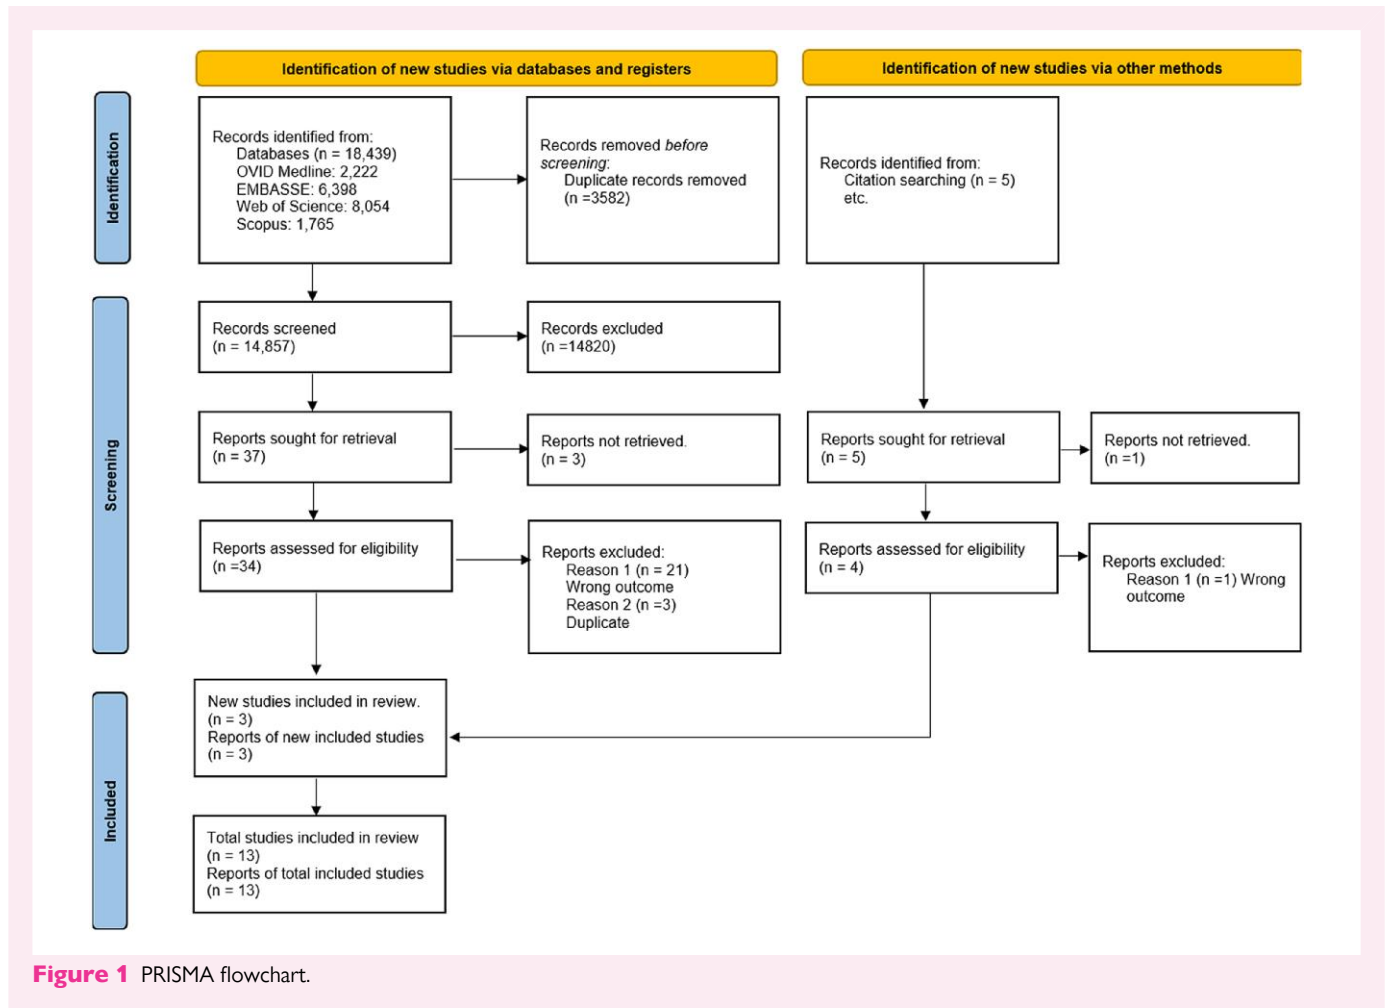 Identification of new studies via databases and registers
Identification of new studies via other methods
Identification
Records identified from:
Databases (n = 18,439)
OVID Medline: 2,222
EMBASSE: 6,398
Web of Science: 8,054
Scopus: 1,765
Records removed before
screening:
Duplicate records removed
(n =3582)
Records identified from:
Citation searching (n = 5)
etc.
Screening
Records screened
(n = 14,857)
Records excluded
(n =14820)
Reports sought for retrieval
(n = 37)
Reports not retrieved.
(n = 3)
Reports sought for retrieval
(n = 5)
Reports not retrieved.
(n =1)
Reports assessed for eligibility
(n =34)
Reports excluded:
Reason 1 (n = 21)
Wrong outcome
Reason 2 (n =3)
Duplicate
Reports assessed for eligibility
(n = 4)
Reports excluded:
Reason 1 (n =1) Wrong
outcome
Included
New studies included in review.
(n = 3)
Reports of new included studies
(n = 3)
Total studies included in review
(n = 13)
Reports of total included studies
(n = 13)
Figure 1 PRISMA flowchart.